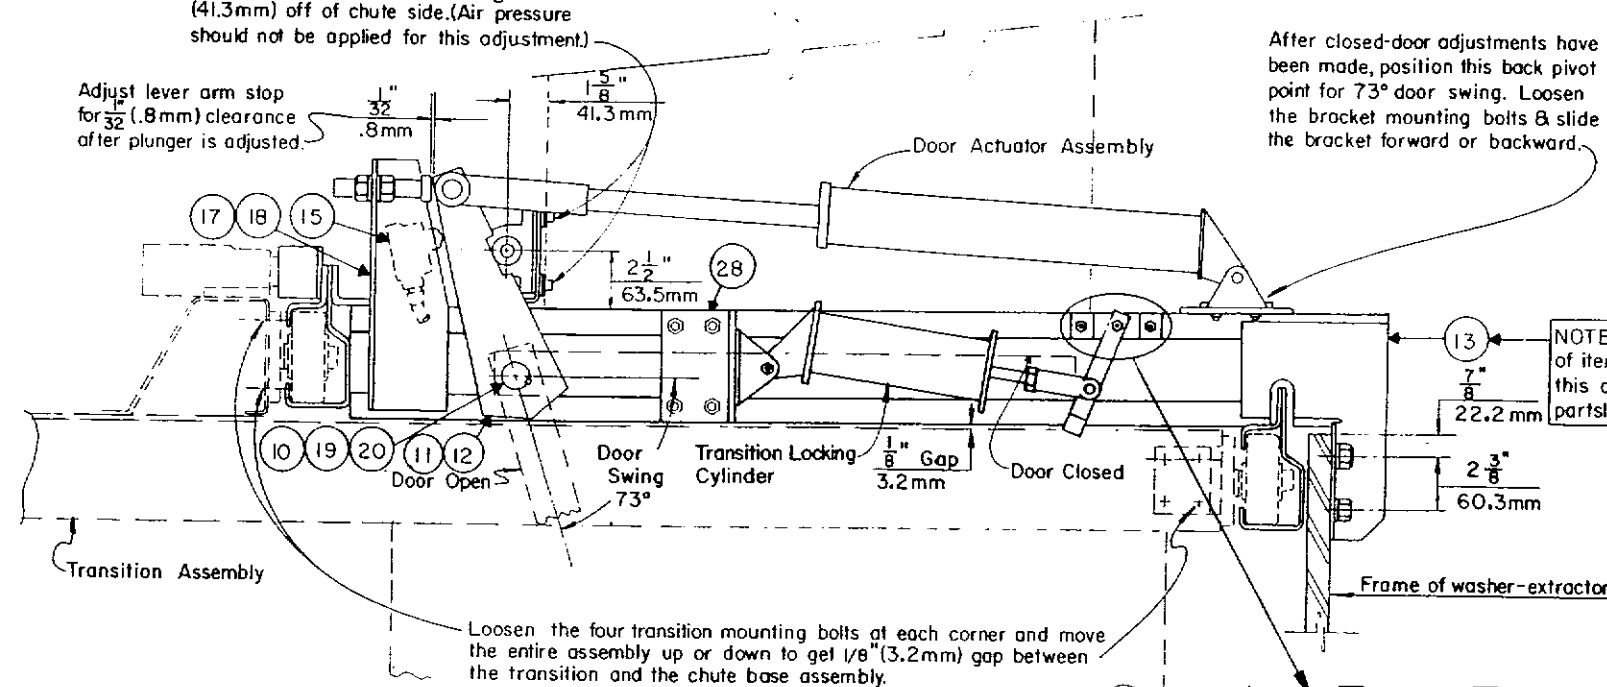 (41.3mm) off of chute side.(Air pressure
should not be applied for this adjustment.)
Adjust lever arm stop
for 1/32" (.8mm) clearance
after plunger is adjusted.
1/32"
.8mm
1 5/8"
41.3mm
After closed-door adjustments have
been made, position this back pivot
point for 73° door swing. Loosen
the bracket mounting bolts & slide
the bracket forward or backward.
Door Actuator Assembly
17 18 15
2 1/2"
63.5mm
28
13
NOTE
of iter
this
partsl
7/8"
22.2mm
2 3/8"
60.3mm
10 19 20 11 12
Door Open
Door
Swing
73°
Transition Locking
Cylinder
1/8" Gap
3.2mm
Door Closed
Transition Assembly
Frame of washer-extractor
Loosen the four transition mounting bolts at each corner and move
the entire assembly up or down to get 1/8"(3.2mm) gap between
the transition and the chute base assembly.